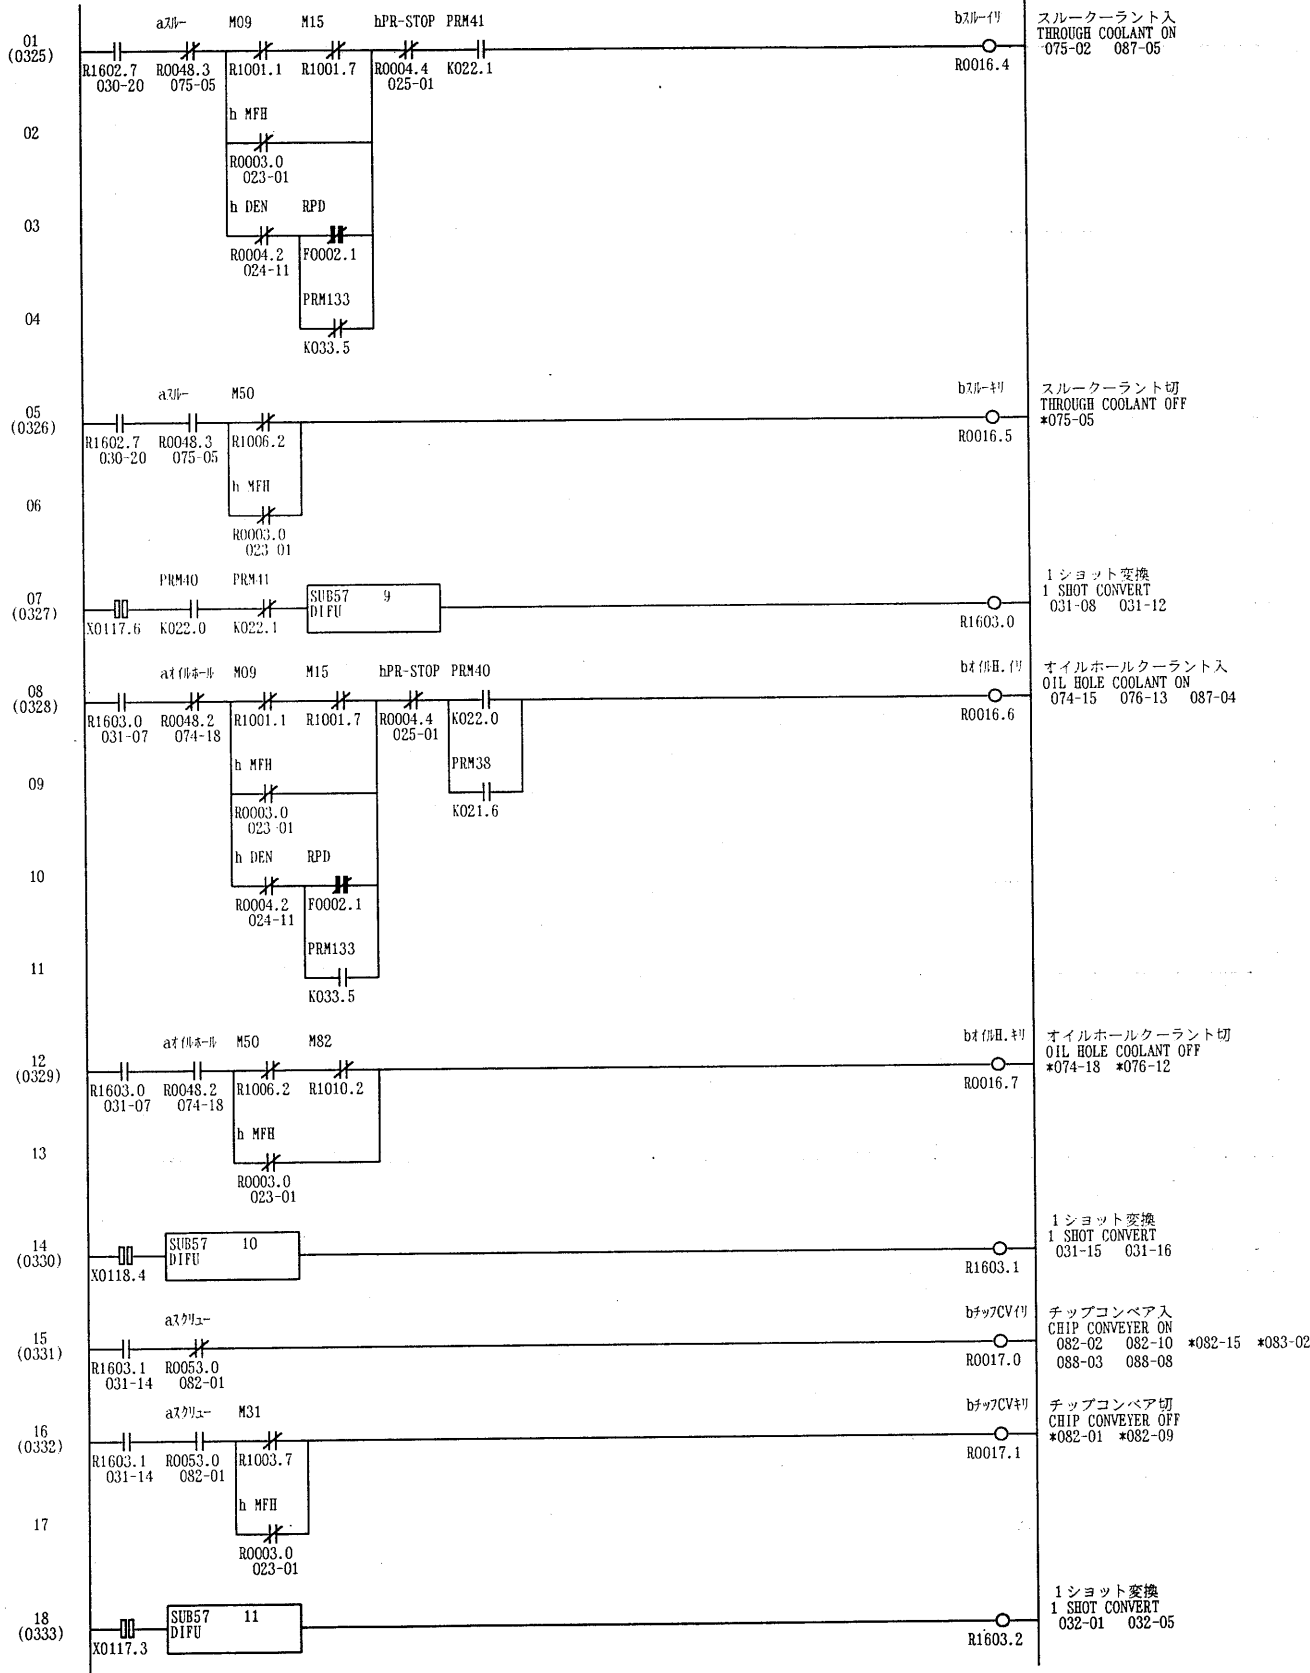 aスルー M09 M15 hPR-STOP PRM41 bスルーイリ スルークーラント入
01 THROUGH COOLANT ON
(0325) 075-02 087-05
R1602.7 R0048.3 R1001.1 R1001.7 R0004.4 K022.1 R0016.4
030-20 075-05 025-01
h MFH
02
R0003.0
023-01
h DEN RPD
03
R0004.2 F0002.1
024-11
PRM133
04
K033.5
aスルー M50 bスルーキリ スルークーラント切
05 THROUGH COOLANT OFF
(0326) *075-05
R1602.7 R0048.3 R1006.2 R0016.5
030-20 075-05
h MFH
06
R0003.0
023 01
PRM40 PRM41 1ショット変換
07 SUB57 9 1 SHOT CONVERT
(0327) DIFU 031-08 031-12
X0117.6 K022.0 K022.1 R1603.0
aオイルホール M09 M15 hPR-STOP PRM40 bオイルH.イリ オイルホールクーラント入
08 OIL HOLE COOLANT ON
(0328) 074-15 076-13 087-04
R1603.0 R0048.2 R1001.1 R1001.7 R0004.4 K022.0 R0016.6
031-07 074-18 025-01
h MFH PRM38
09
R0003.0 K021.6
023-01
h DEN RPD
10
R0004.2 F0002.1
024-11
PRM133
11
K033.5
aオイルホール M50 M82 bオイルH.キリ オイルホールクーラント切
12 OIL HOLE COOLANT OFF
(0329) *074-18 *076-12
R1603.0 R0048.2 R1006.2 R1010.2 R0016.7
031-07 074-18
h MFH
13
R0003.0
023-01
1ショット変換
14 SUB57 10 1 SHOT CONVERT
(0330) DIFU 031-15 031-16
X0118.4 R1603.1
aスクリュー bチップCVイリ チップコンベア入
15 CHIP CONVEYER ON
(0331) 082-02 082-10 *082-15 *083-02
R1603.1 R0053.0 R0017.0 088-03 088-08
031-14 082-01
aスクリュー M31 bチップCVキリ チップコンベア切
16 CHIP CONVEYER OFF
(0332) *082-01 *082-09
R1603.1 R0053.0 R1003.7 R0017.1
031-14 082-01
h MFH
17
R0003.0
023-01
1ショット変換
18 SUB57 11 1 SHOT CONVERT
(0333) DIFU 032-01 032-05
X0117.3 R1603.2